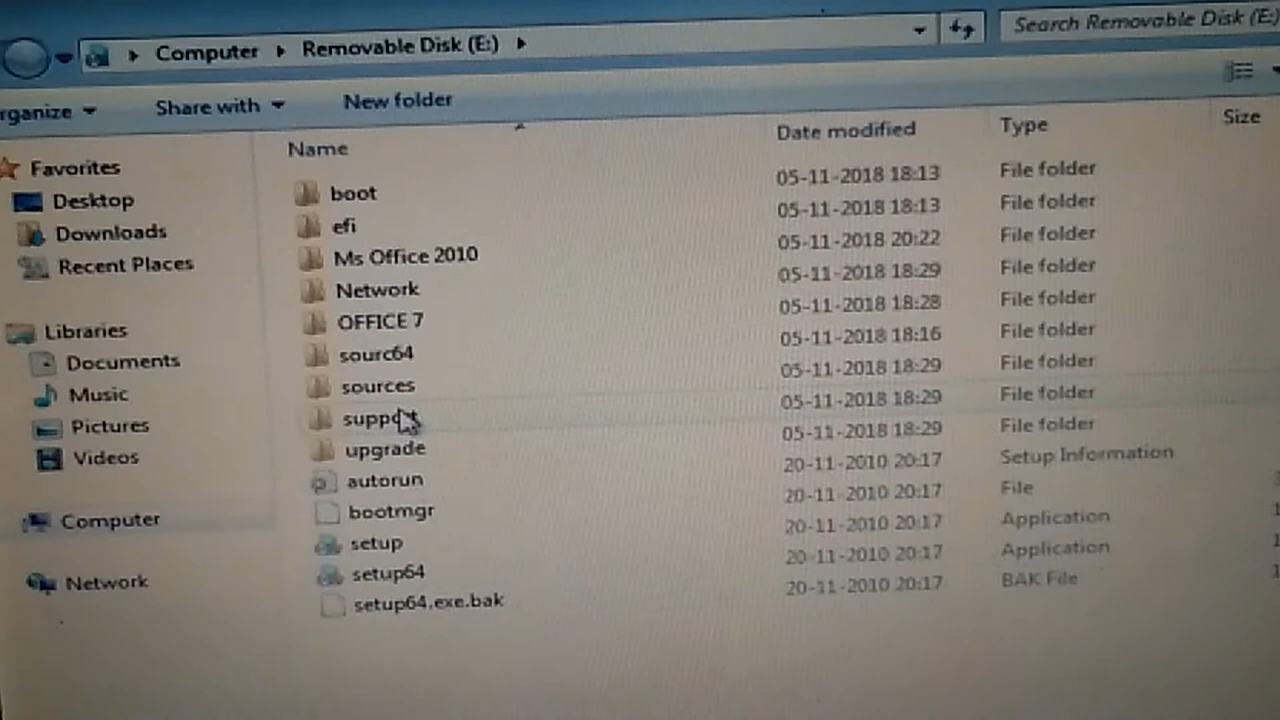 Computer Removable Disk (E:) Search Removable Disk (E:)
rganize Share with New folder
Name Date modified Type Size
Favorites
Desktop
Downloads
Recent Places
Libraries
Documents
Music
Pictures
Videos
Computer
Network
boot 05-11-2018 18:13 File folder
efi 05-11-2018 18:13 File folder
Ms Office 2010 05-11-2018 20:22 File folder
Network 05-11-2018 18:29 File folder
OFFICE 7 05-11-2018 18:28 File folder
sourc64 05-11-2018 18:16 File folder
sources 05-11-2018 18:29 File folder
support 05-11-2018 18:29 File folder
upgrade 05-11-2018 18:29 File folder
autorun 20-11-2010 20:17 Setup Information
bootmgr 20-11-2010 20:17 File
setup 20-11-2010 20:17 Application
setup64 20-11-2010 20:17 Application
setup64.exe.bak 20-11-2010 20:17 BAK File